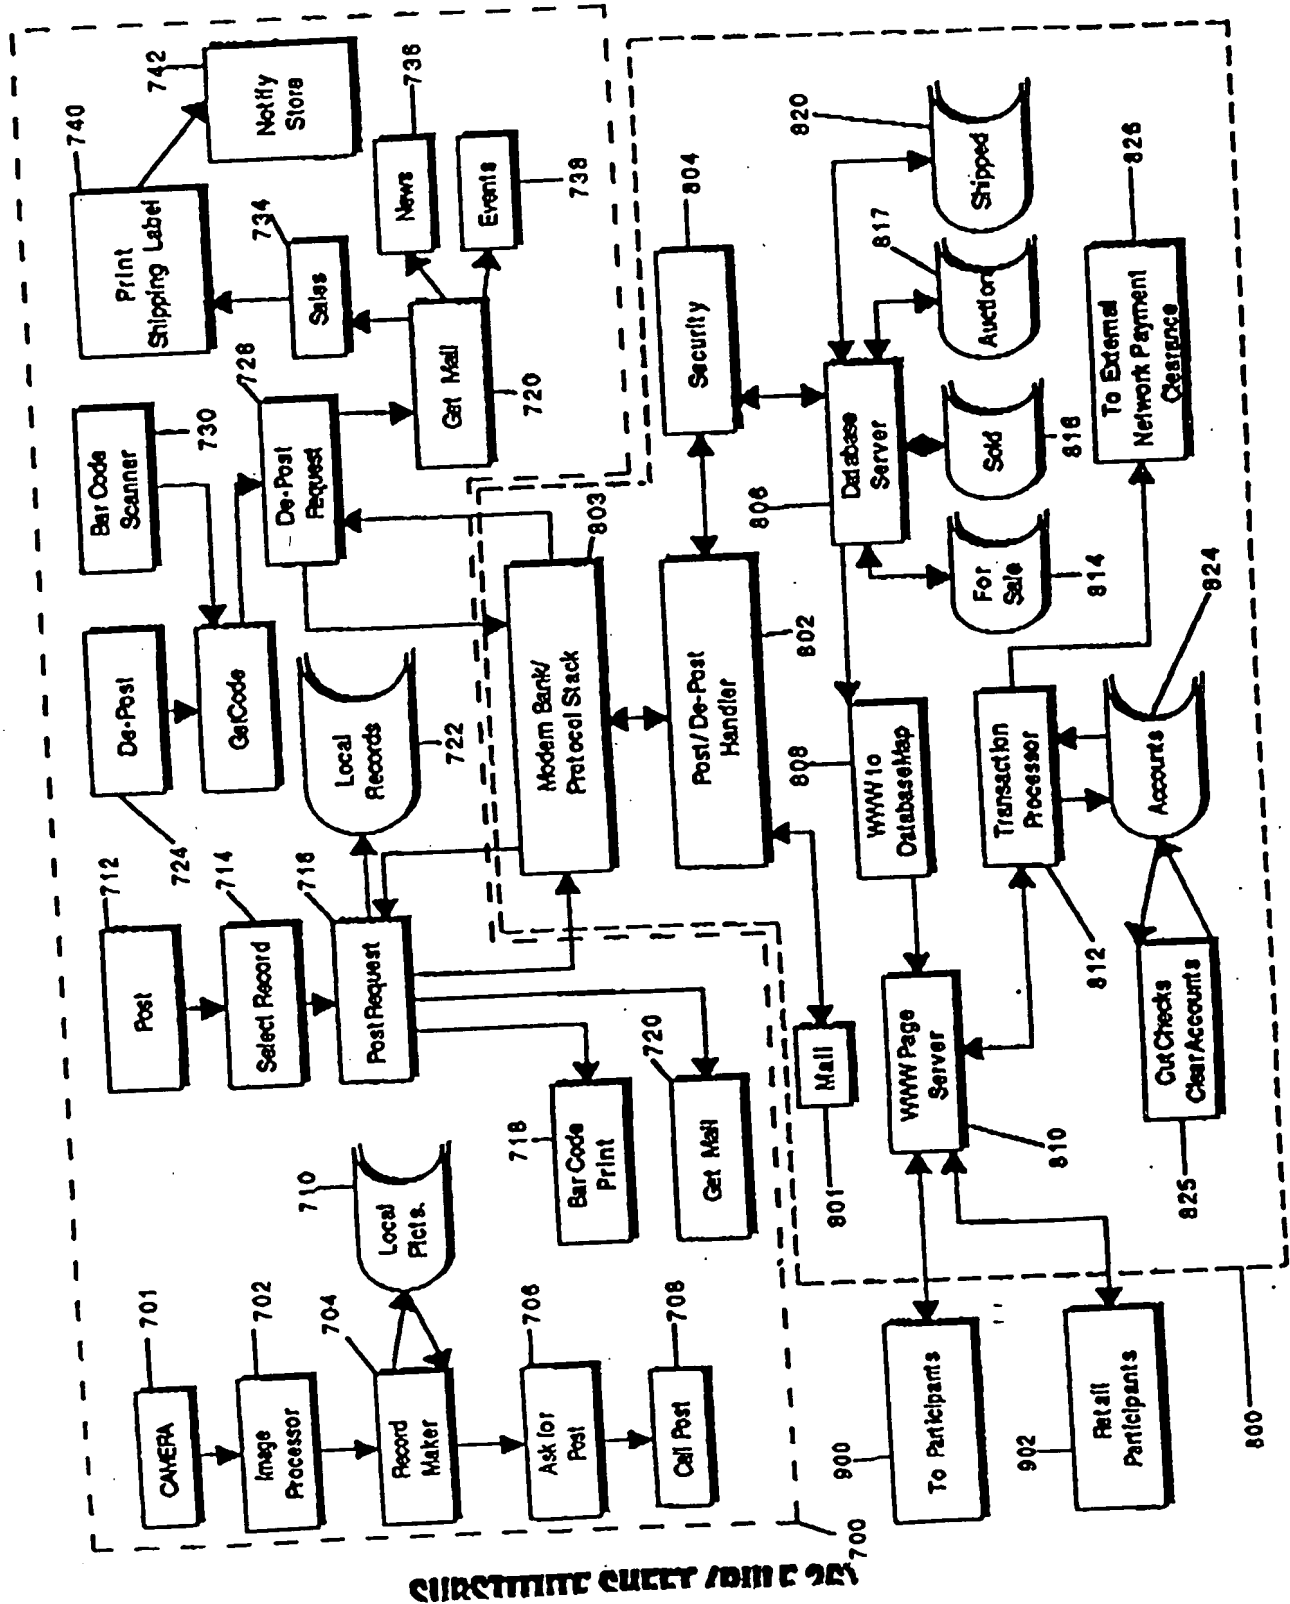 CAMERA
701
Image
Processor
702
Record
Maker
704
Local
Picts.
710
Ask for
Post
706
Call Post
708
Post
712
Select Record
714
Post Request
716
Bar Code
Print
718
Get Mail
720
Local
Records
722
De-Post
724
GetCode
Bar Code
Scanner
730
De-Post
Request
728
Get Mail
720
Sales
734
Print
Shipping Label
740
Notify
Store
742
News
736
Events
738
700
Modem Bank/
Protocol Stack
803
Post/De-Post
Handler
802
Security
804
Mail
801
Database
Server
806
WWW to
DatabaseMap
808
WWW Page
Server
810
For
Sale
814
Sold
816
Auction
817
Shipped
820
Transaction
Processor
812
Accounts
824
Cut Checks
Clear Accounts
825
To External
Network Payment
Clearance
826
To Participants
900
Retail
Participants
902
800
SUBSTITUTE SHEET (RULE 26)